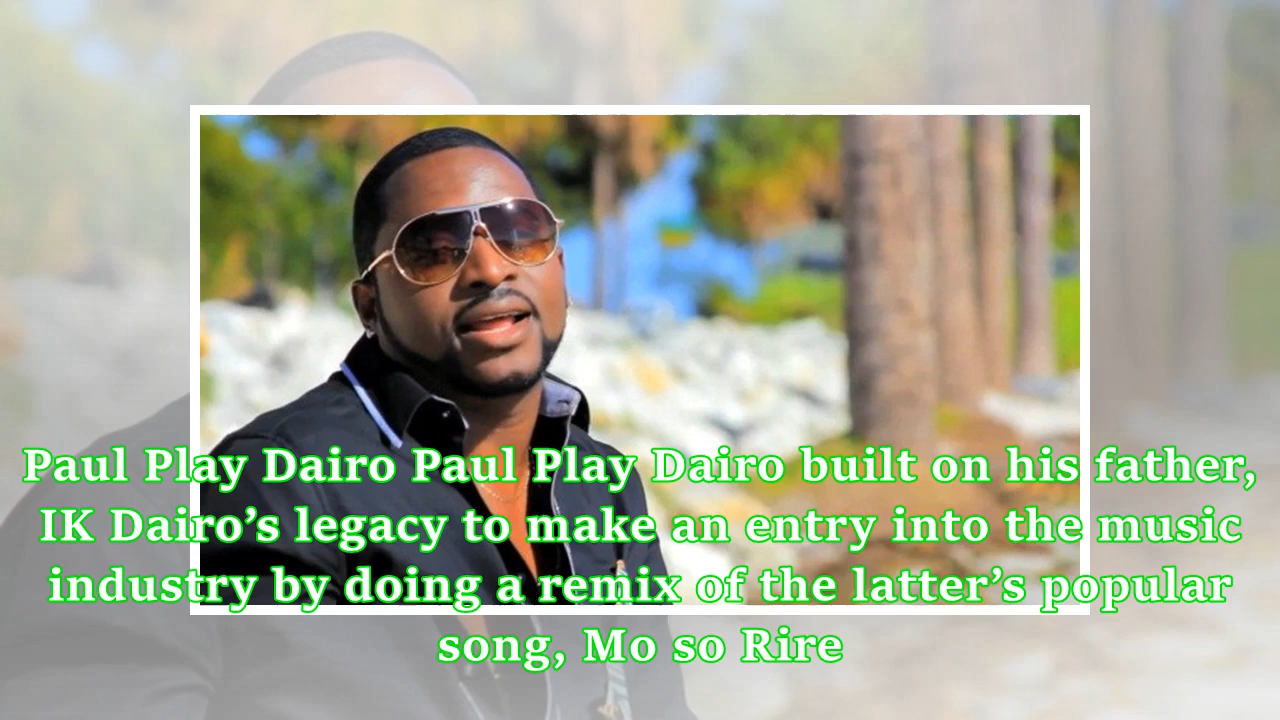 Paul Play Dairo Paul Play Dairo built on his father,
IK Dairo’s legacy to make an entry into the music
industry by doing a remix of the latter’s popular
song, Mo so Rire